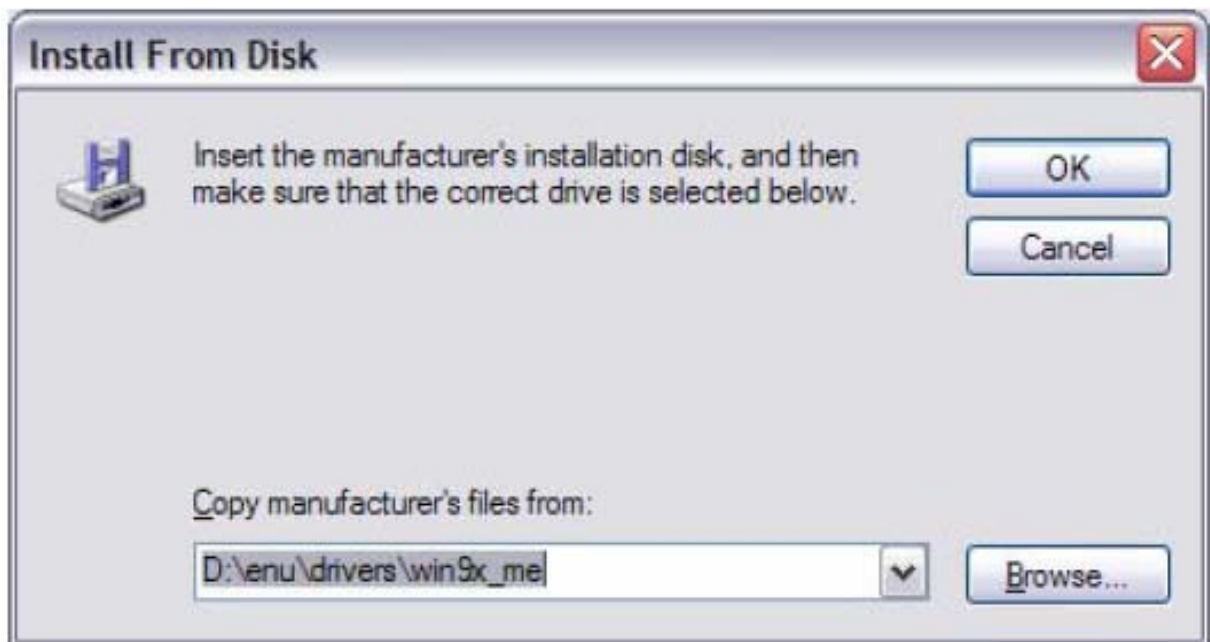 Install From Disk
Insert the manufacturer's installation disk, and then
make sure that the correct drive is selected below.
OK
Cancel
Copy manufacturer's files from:
D:\enu\drivers\win9x_me
Browse...